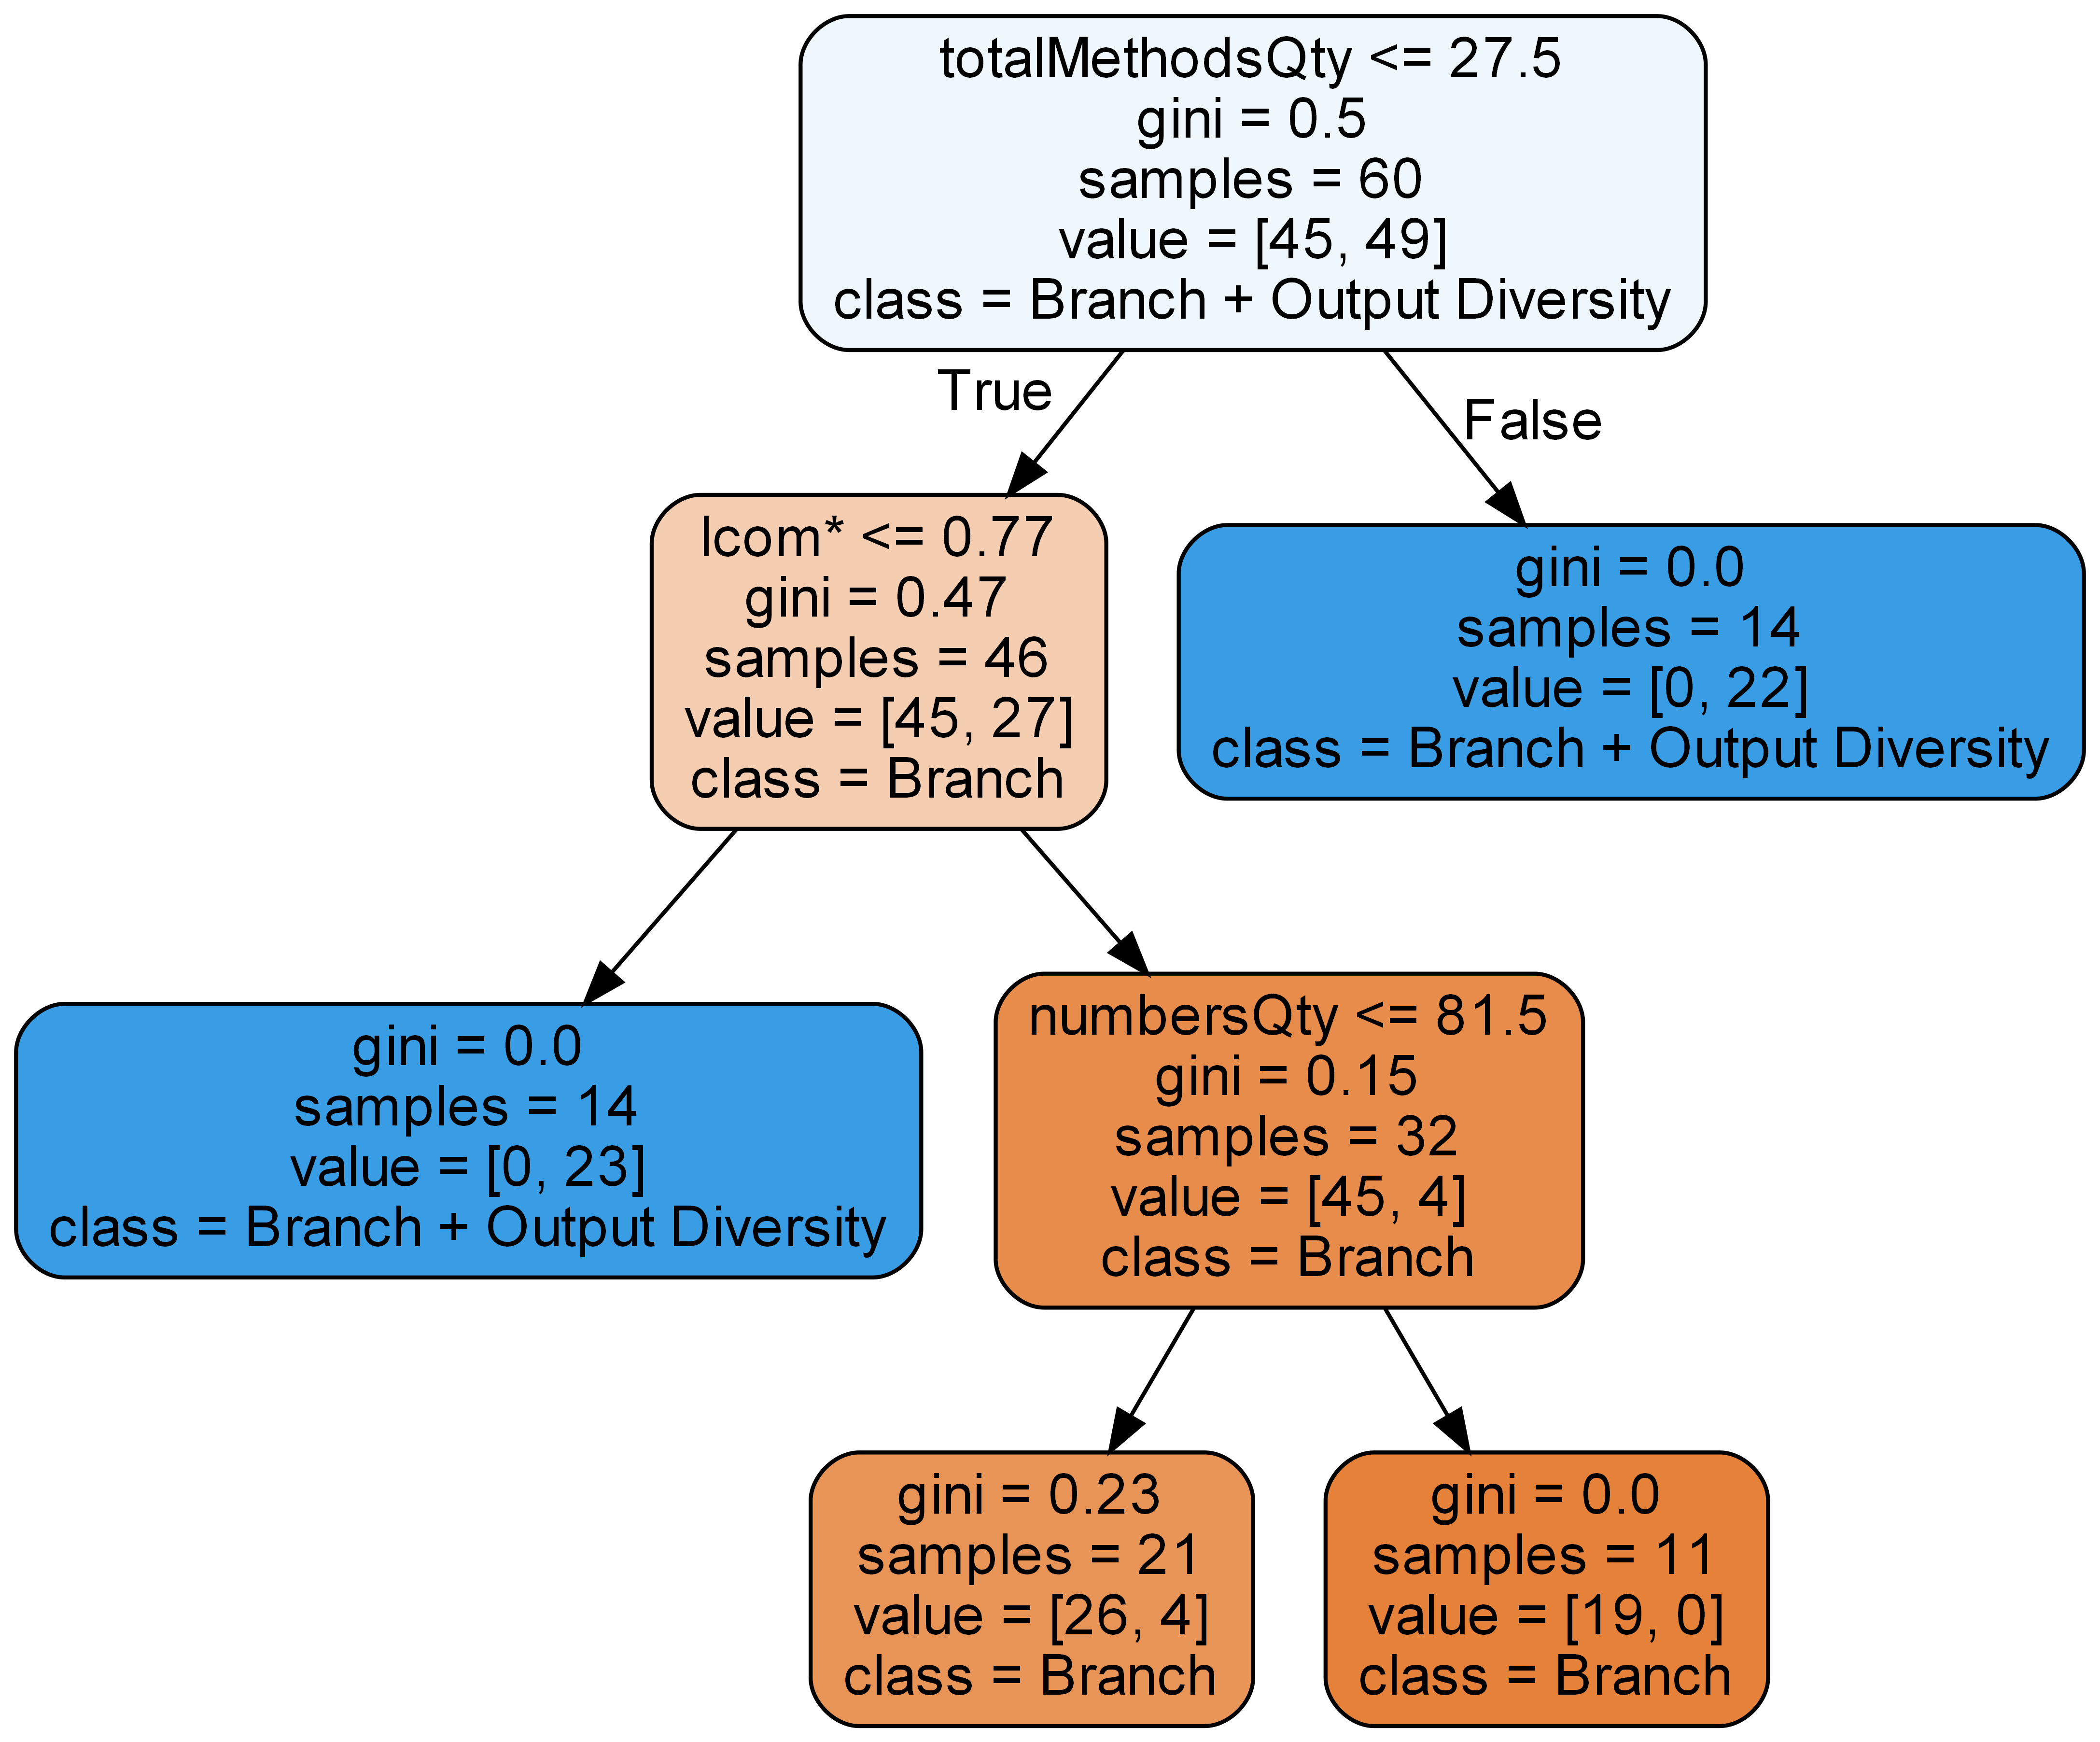 totalMethodsQty <= 27.5
gini = 0.5
samples = 60
value = [45, 49]
class = Branch + Output Diversity
True
False
lcom* <= 0.77
gini = 0.47
samples = 46
value = [45, 27]
class = Branch
gini = 0.0
samples = 14
value = [0, 22]
class = Branch + Output Diversity
gini = 0.0
samples = 14
value = [0, 23]
class = Branch + Output Diversity
numbersQty <= 81.5
gini = 0.15
samples = 32
value = [45, 4]
class = Branch
gini = 0.23
samples = 21
value = [26, 4]
class = Branch
gini = 0.0
samples = 11
value = [19, 0]
class = Branch